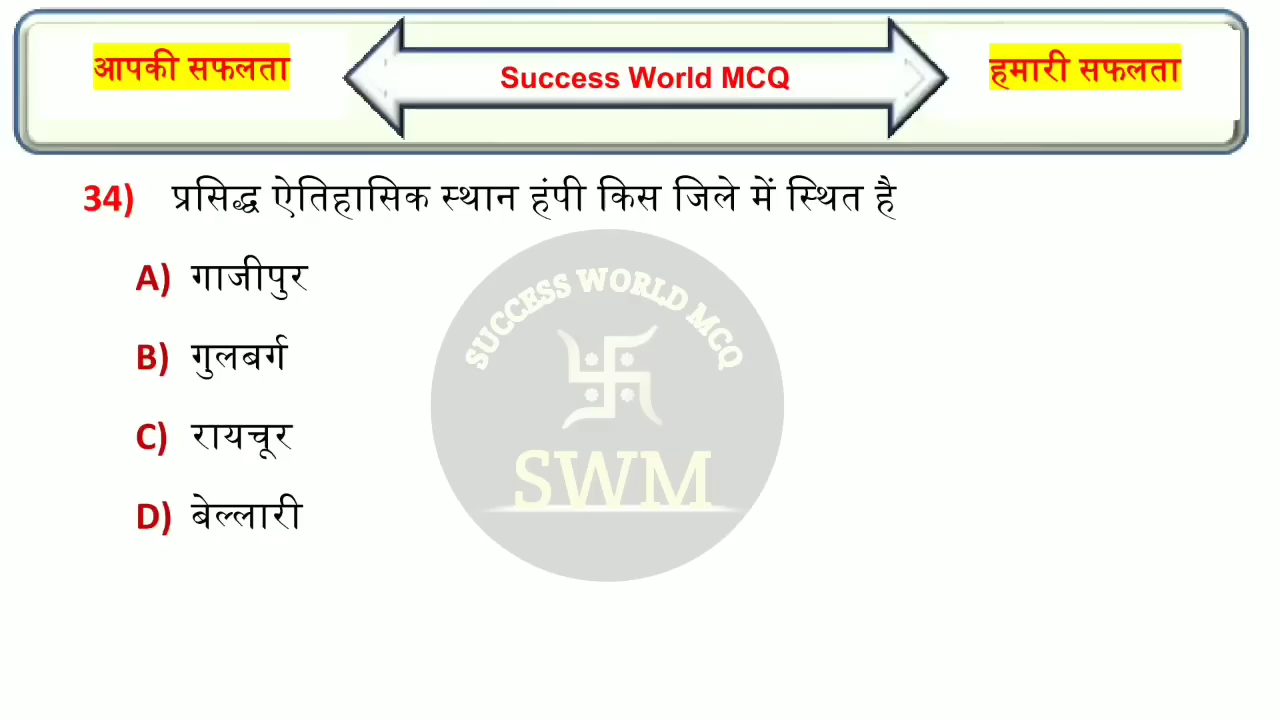 आपकी सफलता
Success World MCQ
हमारी सफलता
34) प्रसिद्ध ऐतिहासिक स्थान हंपी किस जिले में स्थित है
A) गाजीपुर
B) गुलबर्ग
C) रायचूर
D) बेल्लारी
SUCCESS WORLD MCQ
SWM